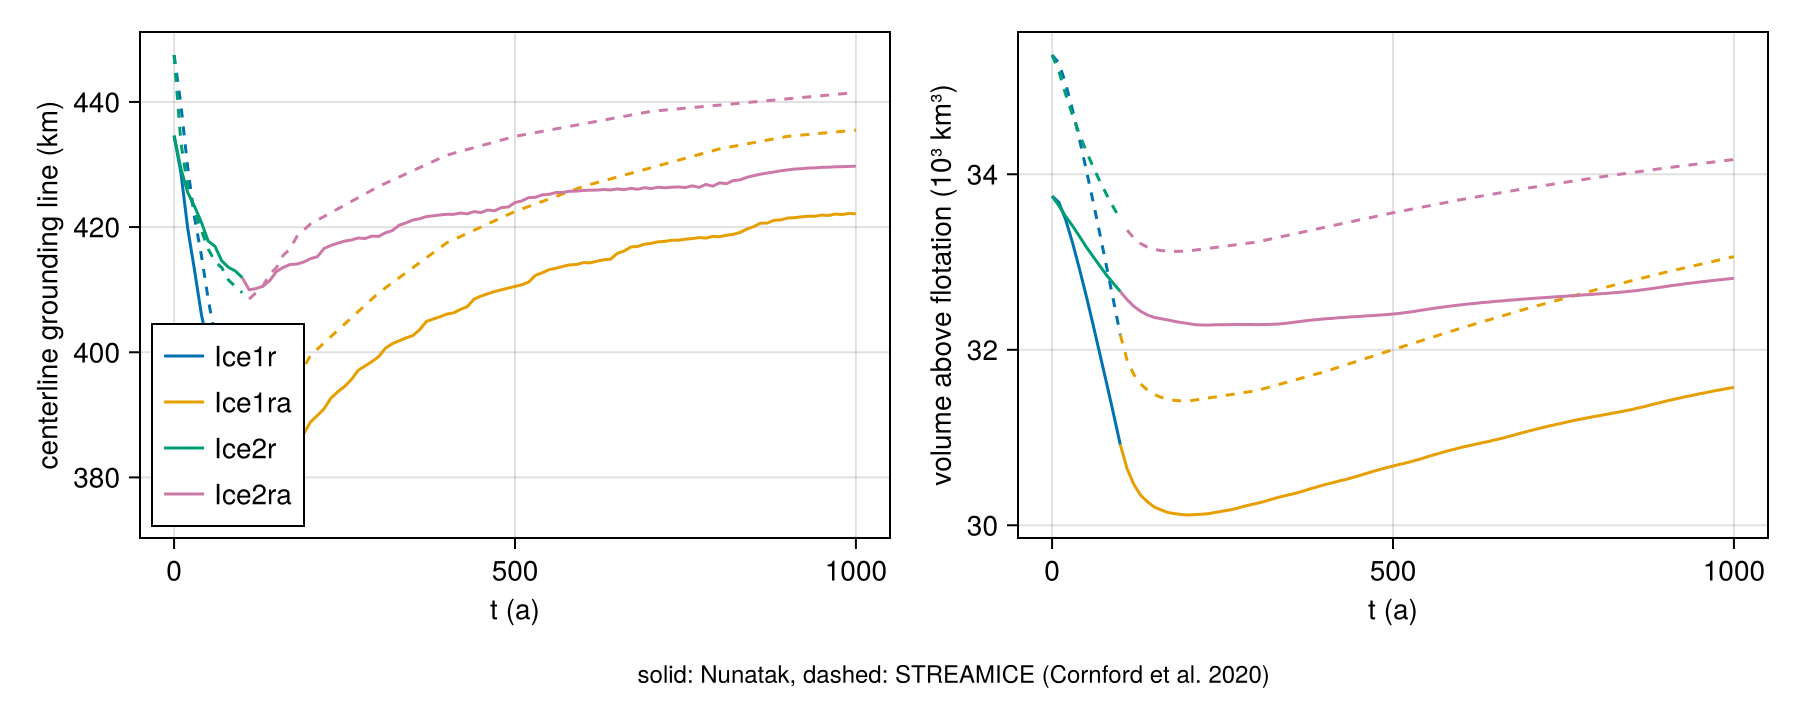 centerline grounding line (km)
440
420
400
380
Ice1r
Ice1ra
Ice2r
Ice2ra
0
500
1000
t (a)
volume above flotation (10³ km³)
34
32
30
0
500
1000
t (a)
solid: Nunatak, dashed: STREAMICE (Cornford et al. 2020)